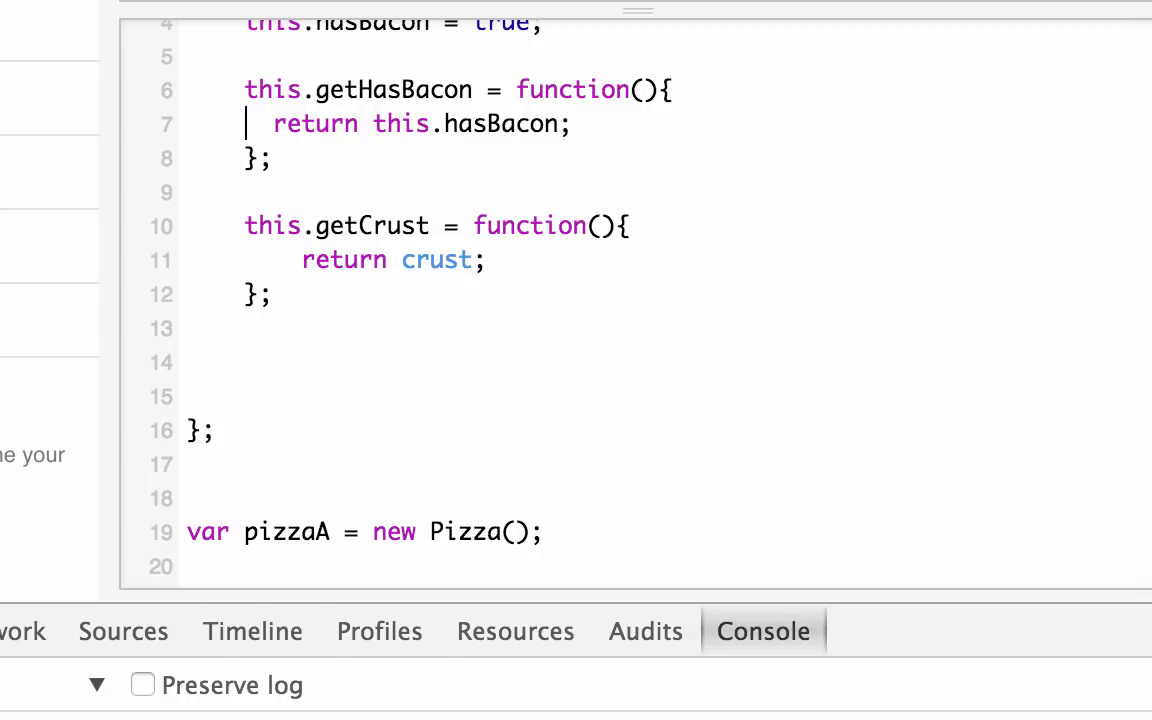 4 this.hasBacon = true;
5
6 this.getHasBacon = function(){
7 return this.hasBacon;
8 };
9
10 this.getCrust = function(){
11 return crust;
12 };
13
14
15
16 };
17
18
19 var pizzaA = new Pizza();
20
your
Sources Timeline Profiles Resources Audits Console
▼ Preserve log